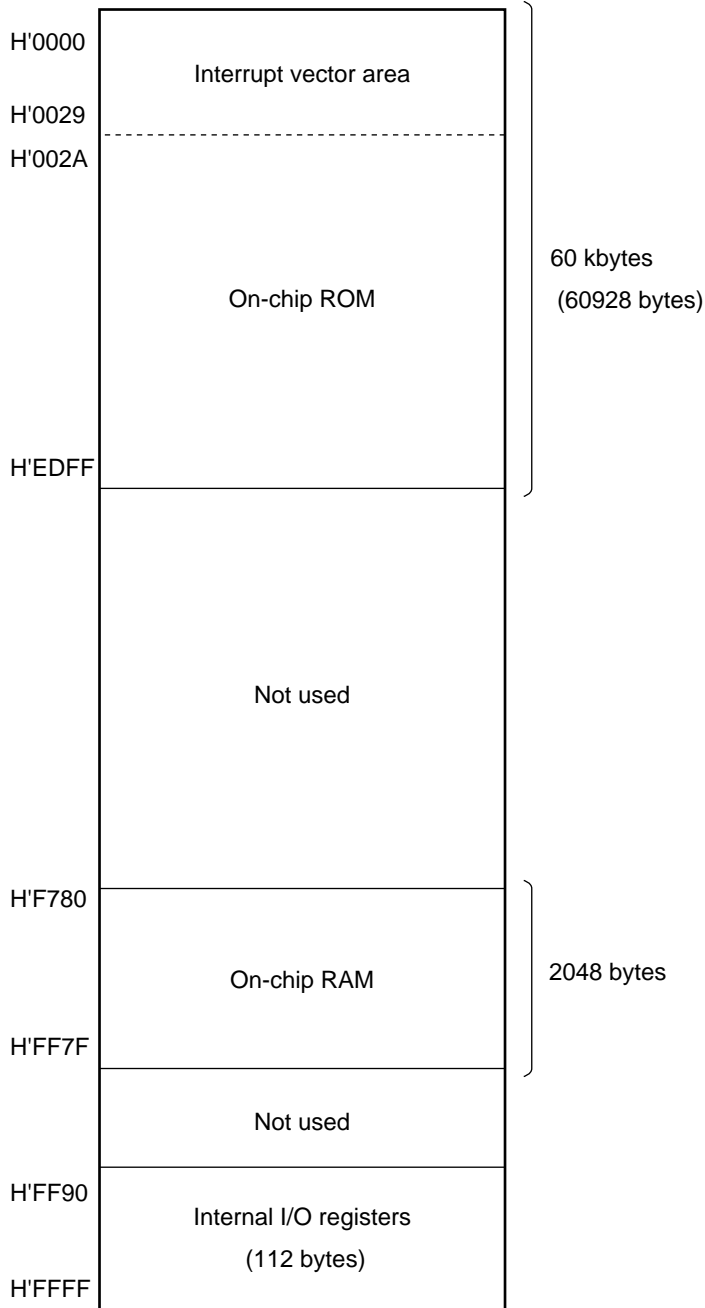 H'0000
Interrupt vector area
H'0029
H'002A
On-chip ROM
60 kbytes
(60928 bytes)
H'EDFF
Not used
H'F780
On-chip RAM
2048 bytes
H'FF7F
Not used
H'FF90
Internal I/O registers
(112 bytes)
H'FFFF